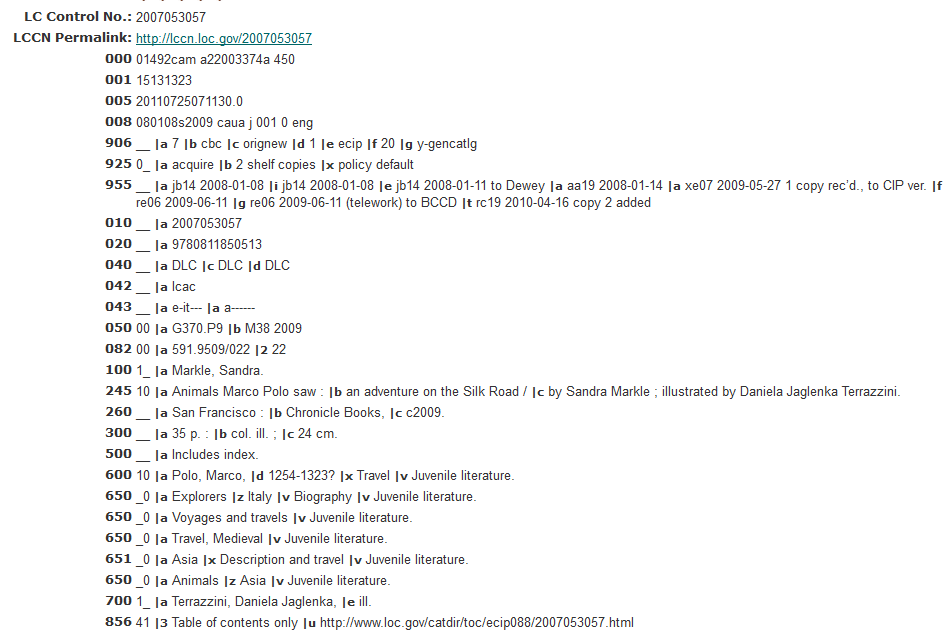 LC Control No.: 2007053057
LCCN Permalink: http://lccn.loc.gov/2007053057
000 01492cam a22003374a 450
001 15131323
005 20110725071130.0
008 080108s2009 caua j 001 0 eng
906 __ |a 7 |b cbc |c orignew |d 1 |e ecip |f 20 |g y-gencatlg
925 0_ |a acquire |b 2 shelf copies |x policy default
955 __ |a jb14 2008-01-08 |i jb14 2008-01-08 |e jb14 2008-01-11 to Dewey |a aa19 2008-01-14 |a xe07 2009-05-27 1 copy rec'd., to CIP ver. |f
re06 2009-06-11 |g re06 2009-06-11 (telework) to BCCD |t rc19 2010-04-16 copy 2 added
010 __ |a 2007053057
020 __ |a 9780811850513
040 __ |a DLC |c DLC |d DLC
042 __ |a lcac
043 __ |a e-it--- |a a------
050 00 |a G370.P9 |b M38 2009
082 00 |a 591.9509/022 |2 22
100 1_ |a Markle, Sandra.
245 10 |a Animals Marco Polo saw : |b an adventure on the Silk Road / |c by Sandra Markle ; illustrated by Daniela Jaglenka Terrazzini.
260 __ |a San Francisco : |b Chronicle Books, |c c2009.
300 __ |a 35 p. : |b col. ill. ; |c 24 cm.
500 __ |a Includes index.
600 10 |a Polo, Marco, |d 1254-1323? |x Travel |v Juvenile literature.
650 _0 |a Explorers |z Italy |v Biography |v Juvenile literature.
650 _0 |a Voyages and travels |v Juvenile literature.
650 _0 |a Travel, Medieval |v Juvenile literature.
651 _0 |a Asia |x Description and travel |v Juvenile literature.
650 _0 |a Animals |z Asia |v Juvenile literature.
700 1_ |a Terrazzini, Daniela Jaglenka, |e ill.
856 41 |3 Table of contents only |u http://www.loc.gov/catdir/toc/ecip088/2007053057.html